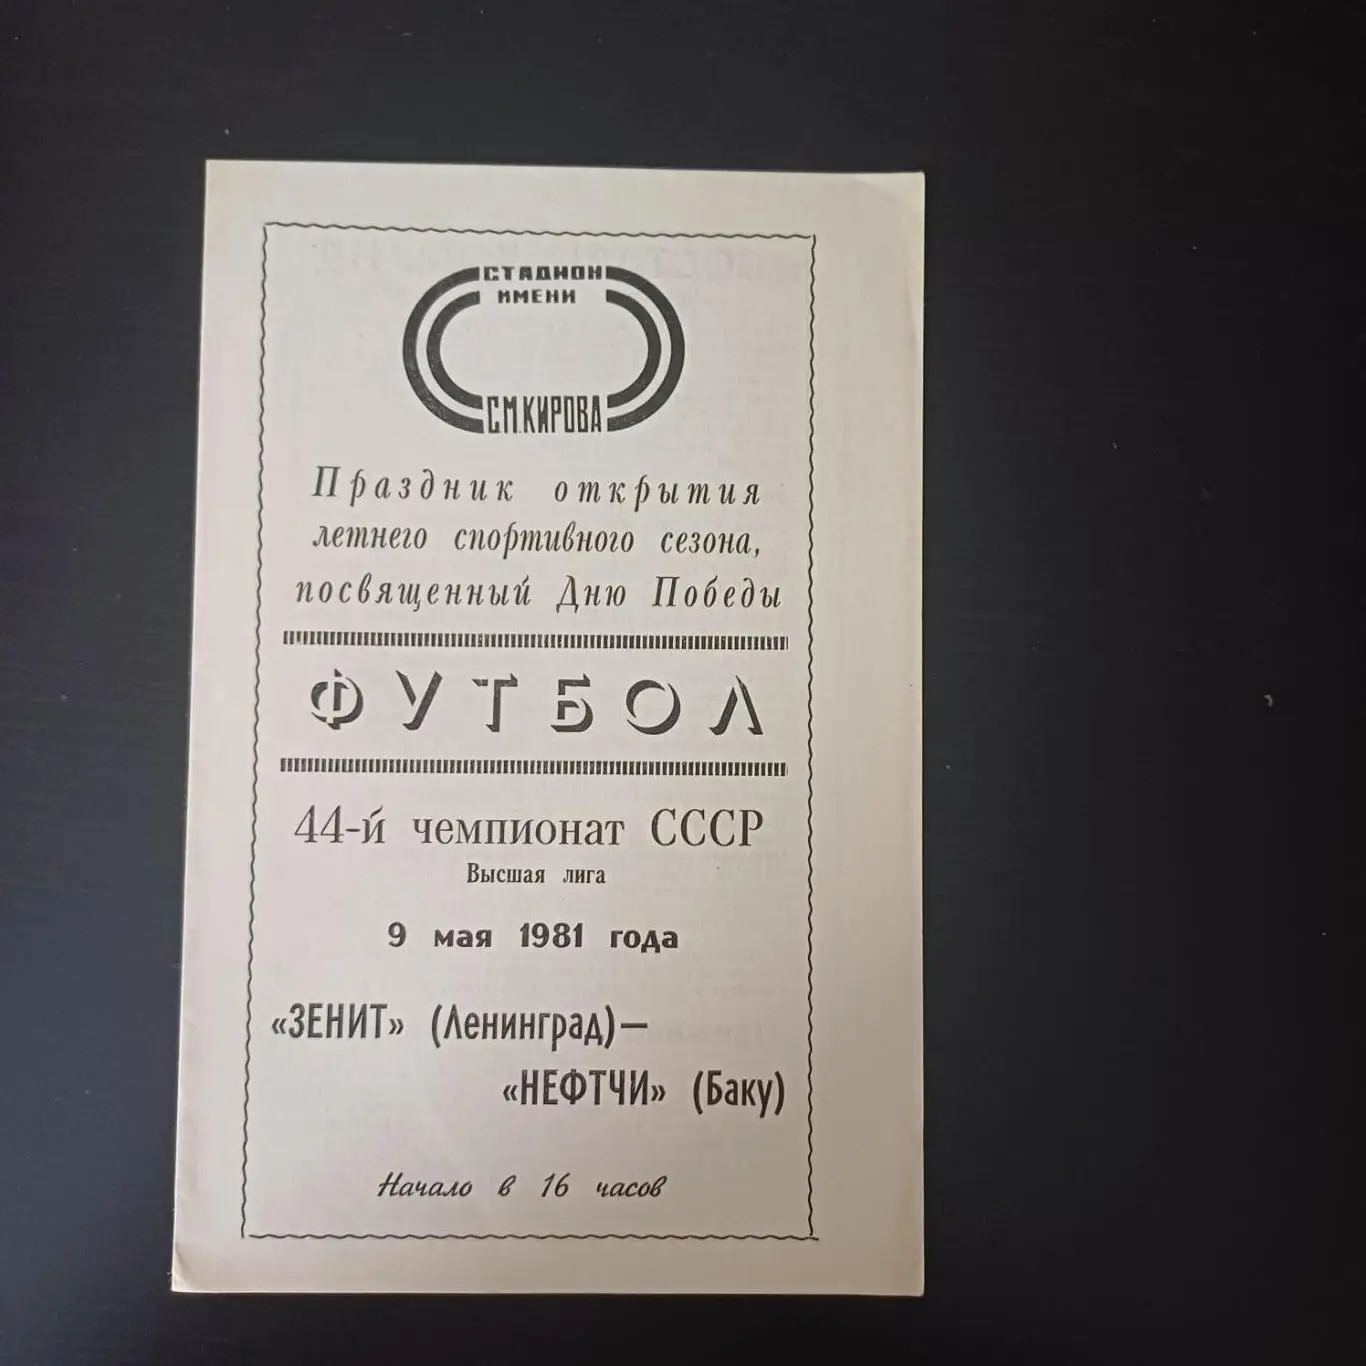 СТАДИОН
ИМЕНИ
С.М.КИРОВА
Праздник открытия
летнего спортивного сезона,
посвященный Дню Победы
ФУТБОЛ
44-й чемпионат СССР
Высшая лига
9 мая 1981 года
«ЗЕНИТ» (Ленинград)—
«НЕФТЧИ» (Баку)
Начало в 16 часов